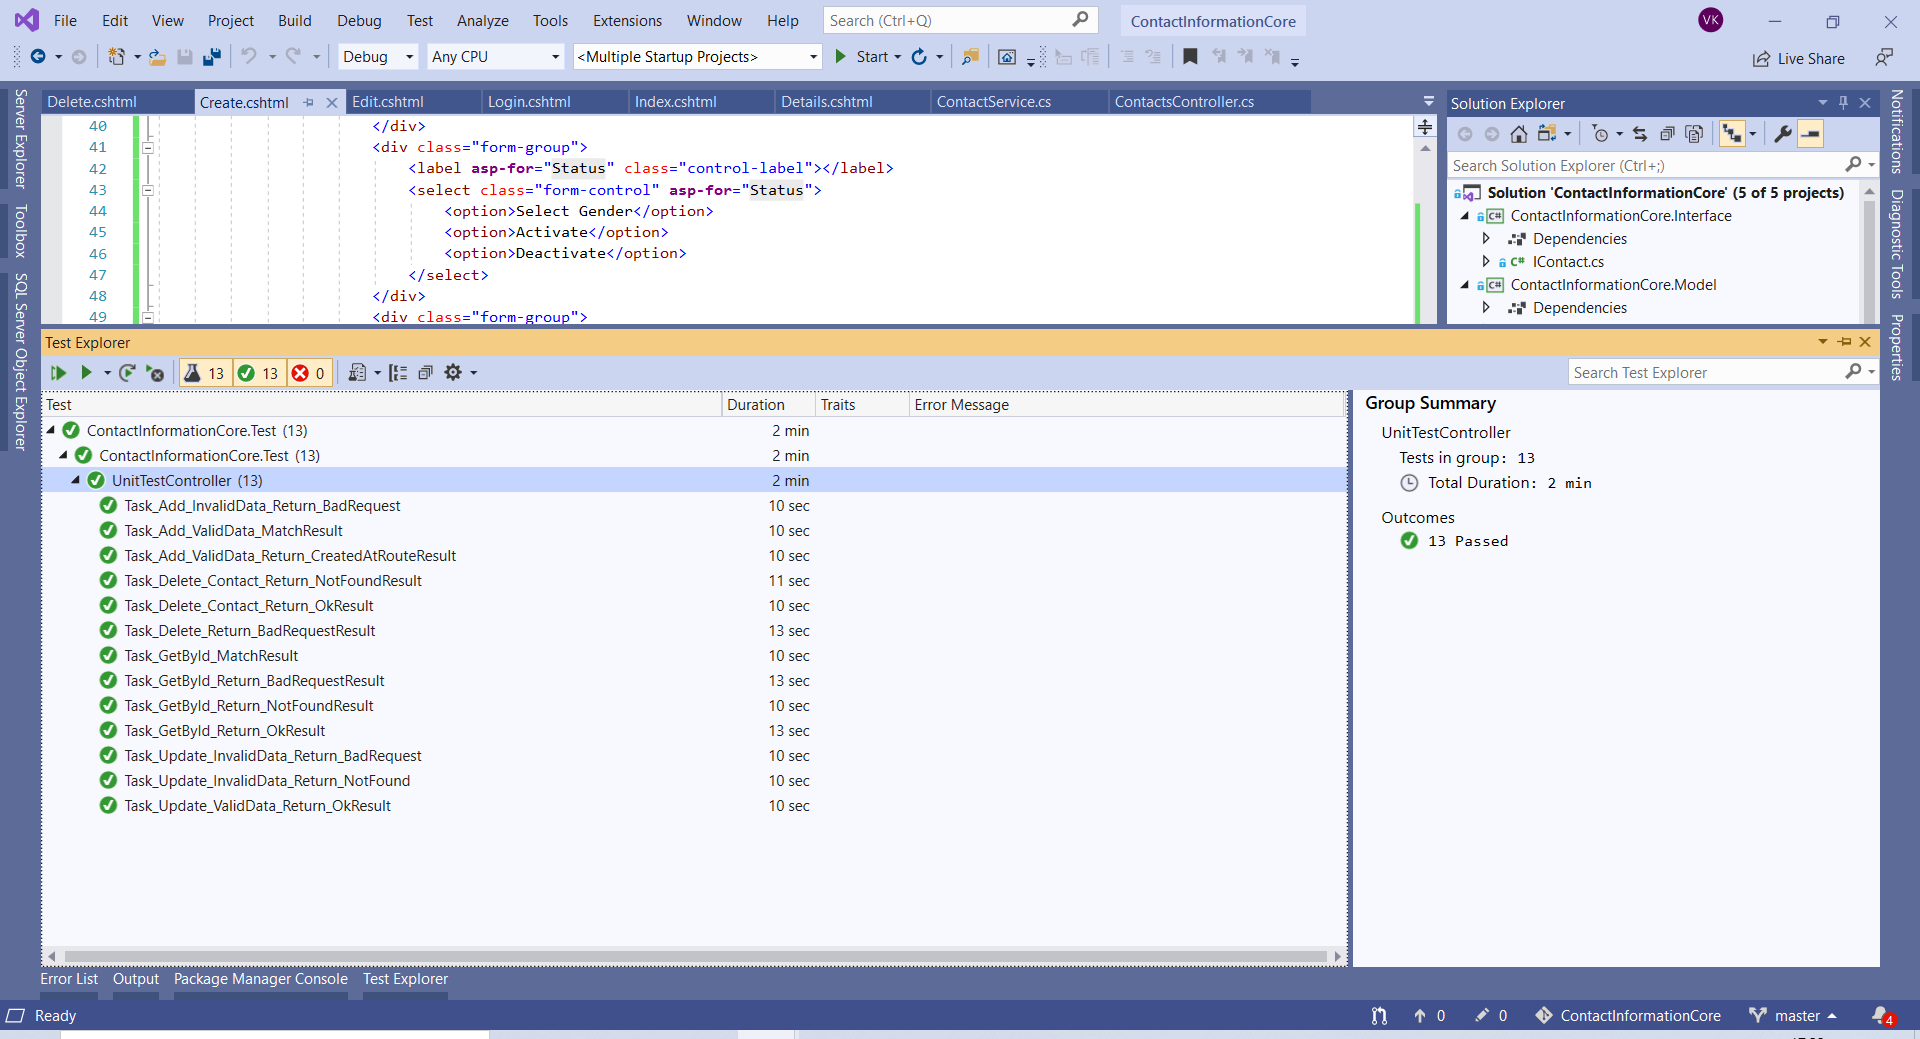 File Edit View Project Build Debug Test Analyze Tools Extensions Window Help Search (Ctrl+Q) ContactInformationCore VK
Debug Any CPU <Multiple Startup Projects> Start Live Share
Server Explorer
Toolbox
SQL Server Object Explorer
Delete.cshtml Create.cshtml Edit.cshtml Login.cshtml Index.cshtml Details.cshtml ContactService.cs ContactsController.cs
40 </div>
41 <div class="form-group">
42 <label asp-for="Status" class="control-label"></label>
43 <select class="form-control" asp-for="Status">
44 <option>Select Gender</option>
45 <option>Activate</option>
46 <option>Deactivate</option>
47 </select>
48 </div>
49 <div class="form-group">
Solution Explorer
Search Solution Explorer (Ctrl+;)
Solution 'ContactInformationCore' (5 of 5 projects)
C# ContactInformationCore.Interface
Dependencies
C# IContact.cs
C# ContactInformationCore.Model
Dependencies
Notifications
Diagnostic Tools
Properties
Test Explorer
13 13 0 Search Test Explorer
Test Duration Traits Error Message
ContactInformationCore.Test (13) 2 min
ContactInformationCore.Test (13) 2 min
UnitTestController (13) 2 min
Task_Add_InvalidData_Return_BadRequest 10 sec
Task_Add_ValidData_MatchResult 10 sec
Task_Add_ValidData_Return_CreatedAtRouteResult 10 sec
Task_Delete_Contact_Return_NotFoundResult 11 sec
Task_Delete_Contact_Return_OkResult 10 sec
Task_Delete_Return_BadRequestResult 13 sec
Task_GetById_MatchResult 10 sec
Task_GetById_Return_BadRequestResult 13 sec
Task_GetById_Return_NotFoundResult 10 sec
Task_GetById_Return_OkResult 13 sec
Task_Update_InvalidData_Return_BadRequest 10 sec
Task_Update_InvalidData_Return_NotFound 10 sec
Task_Update_ValidData_Return_OkResult 10 sec
Group Summary
UnitTestController
Tests in group: 13
Total Duration: 2 min
Outcomes
13 Passed
Error List Output Package Manager Console Test Explorer
Ready 0 0 ContactInformationCore master 4